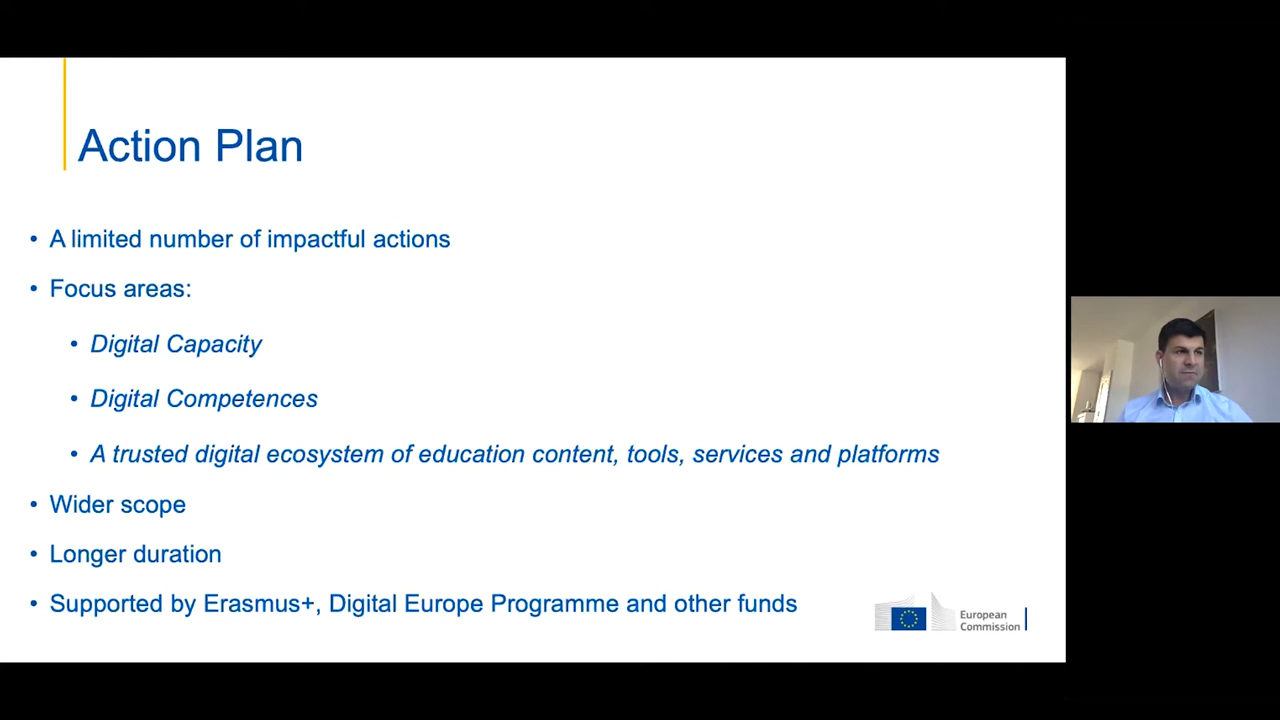 Action Plan
• A limited number of impactful actions
• Focus areas:
• Digital Capacity
• Digital Competences
• A trusted digital ecosystem of education content, tools, services and platforms
• Wider scope
• Longer duration
• Supported by Erasmus+, Digital Europe Programme and other funds
European
Commission